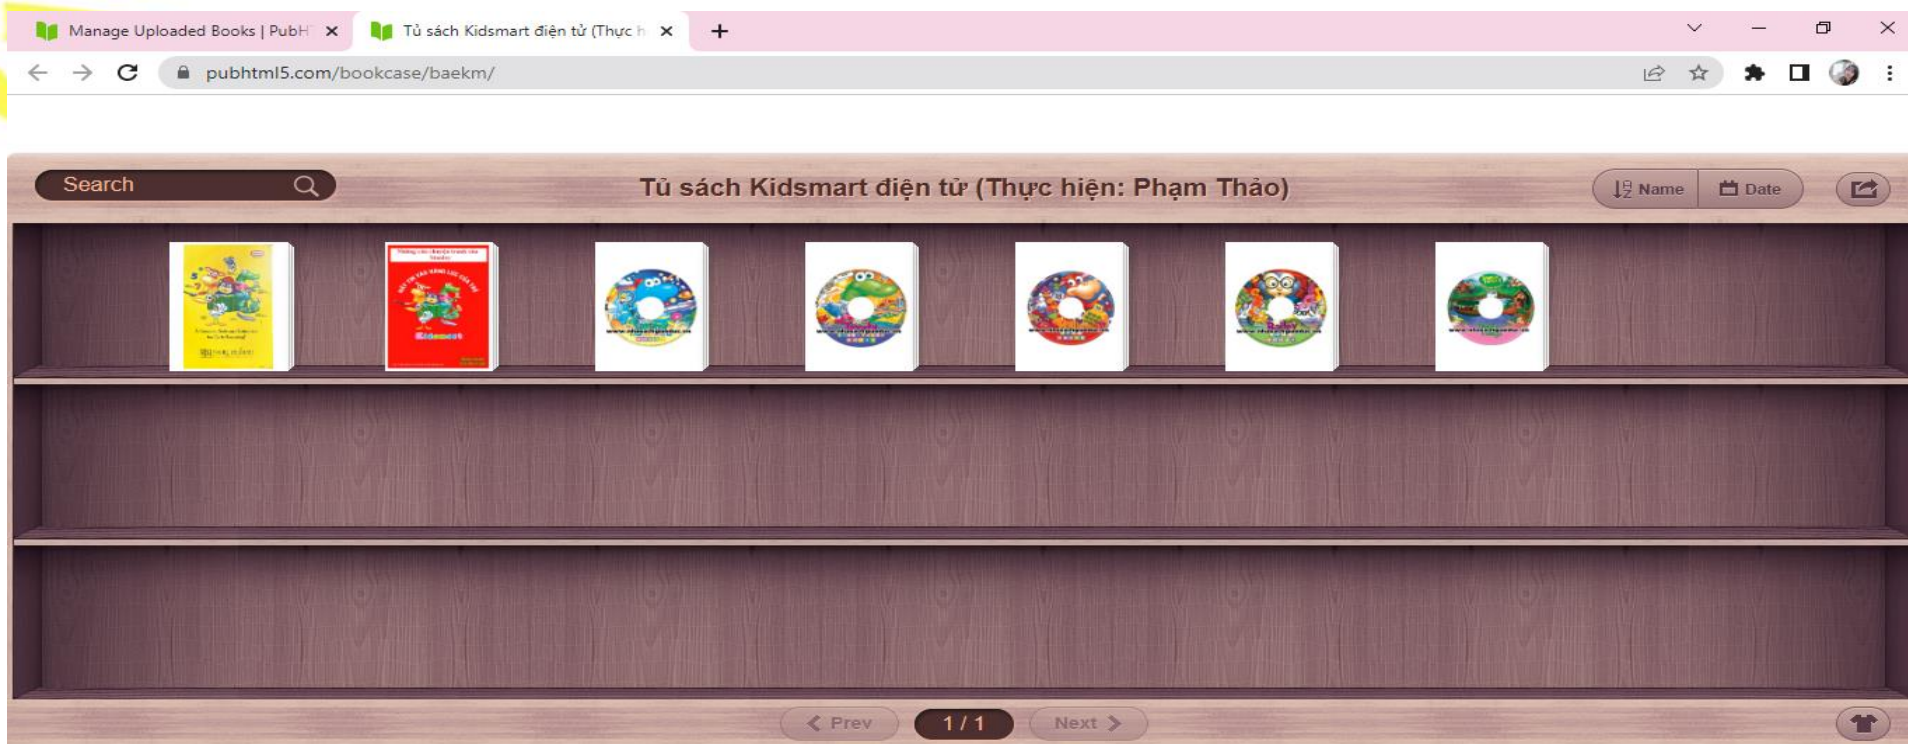 Manage Uploaded Books | PubH
Tủ sách Kidsmart điện tử (Thực h
pubhtml5.com/bookcase/baekm/
Search
Tủ sách Kidsmart điện tử (Thực hiện: Phạm Thảo)
Name
Date
Kidsmart
Prev
1 / 1
Next